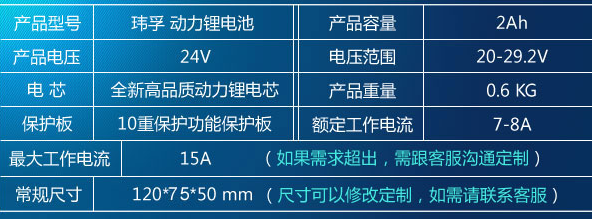 产品型号 玮孚 动力锂电池 产品容量 2Ah
产品电压 24V 电压范围 20-29.2V
电 芯 全新高品质动力锂电芯 产品重量 0.6 KG
保护板 10重保护功能保护板 额定工作电流 7-8A
最大工作电流 15A （如果需求超出，需跟客服沟通定制）
常规尺寸 120*75*50 mm （尺寸可以修改定制，如需请联系客服）